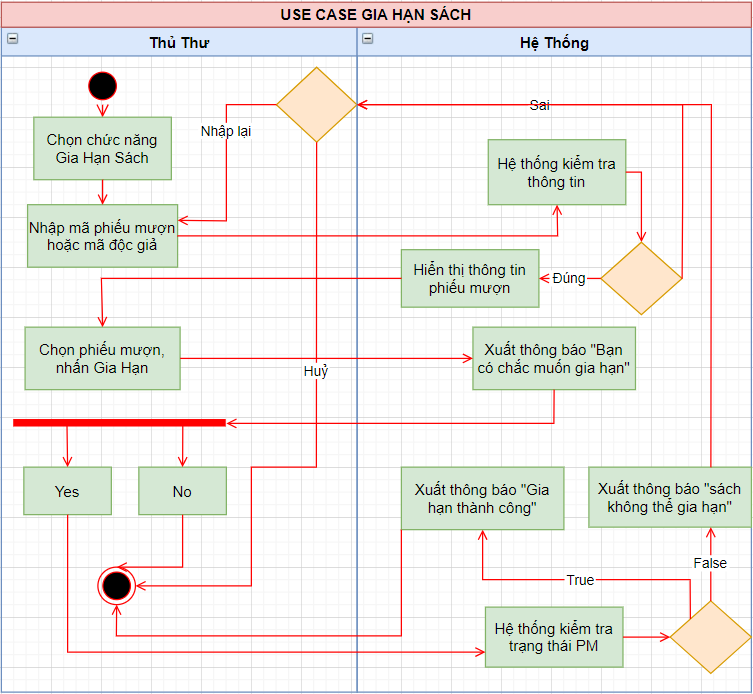 USE CASE GIA HẠN SÁCH
Thủ Thư
Hệ Thống
Sai
Nhập lại
Chọn chức năng
Gia Hạn Sách
Hệ thống kiểm tra
thông tin
Nhập mã phiếu mượn
hoặc mã độc giả
Hiển thị thông tin
phiếu mượn
Đúng
Chọn phiếu mượn,
nhấn Gia Hạn
Xuất thông báo "Bạn
có chắc muốn gia hạn"
Huỷ
Yes
No
Xuất thông báo "Gia
hạn thành công"
Xuất thông báo "sách
không thể gia hạn"
False
True
Hệ thống kiểm tra
trạng thái PM